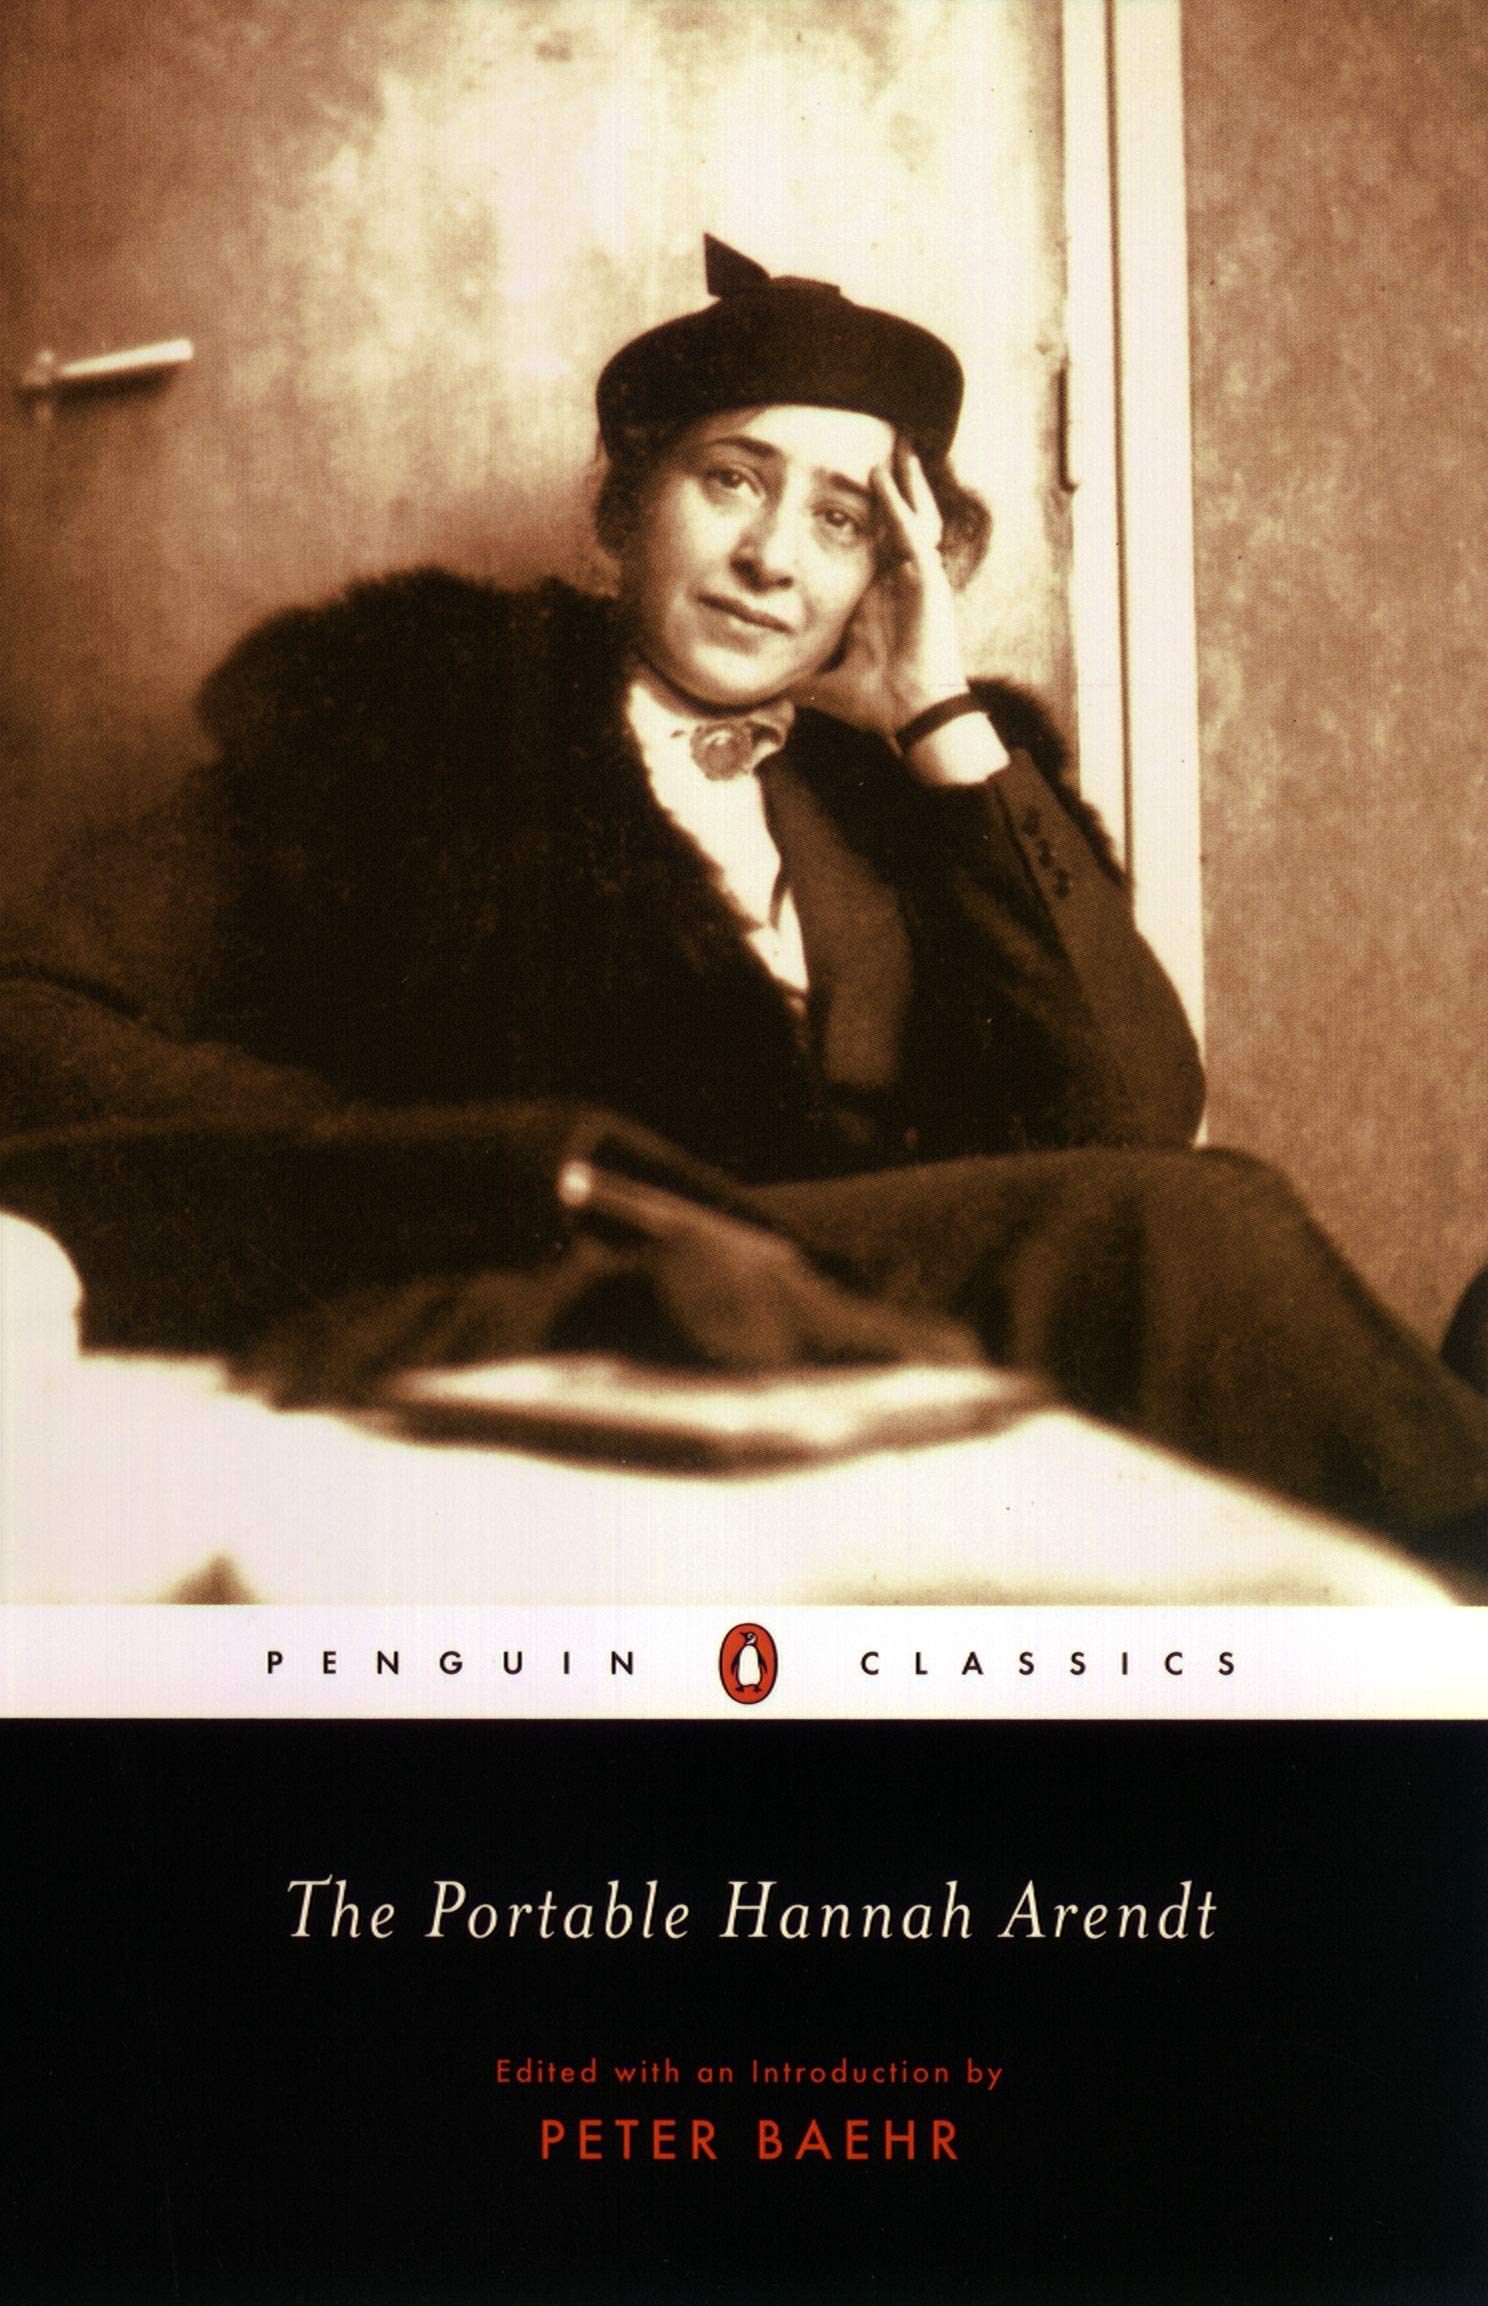 PENGUIN CLASSICS
The Portable Hannah Arendt
Edited with an Introduction by
PETER BAEHR